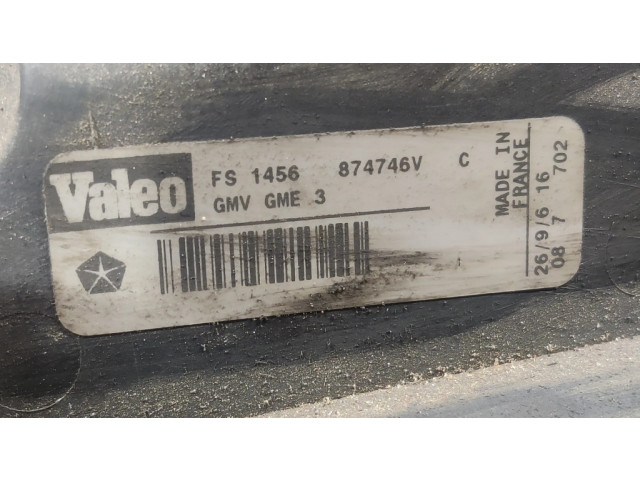 Valeo
FS 1456 874746V C
GMV GME 3
MADE IN
FRANCE
26/9/6 16 702
08 7